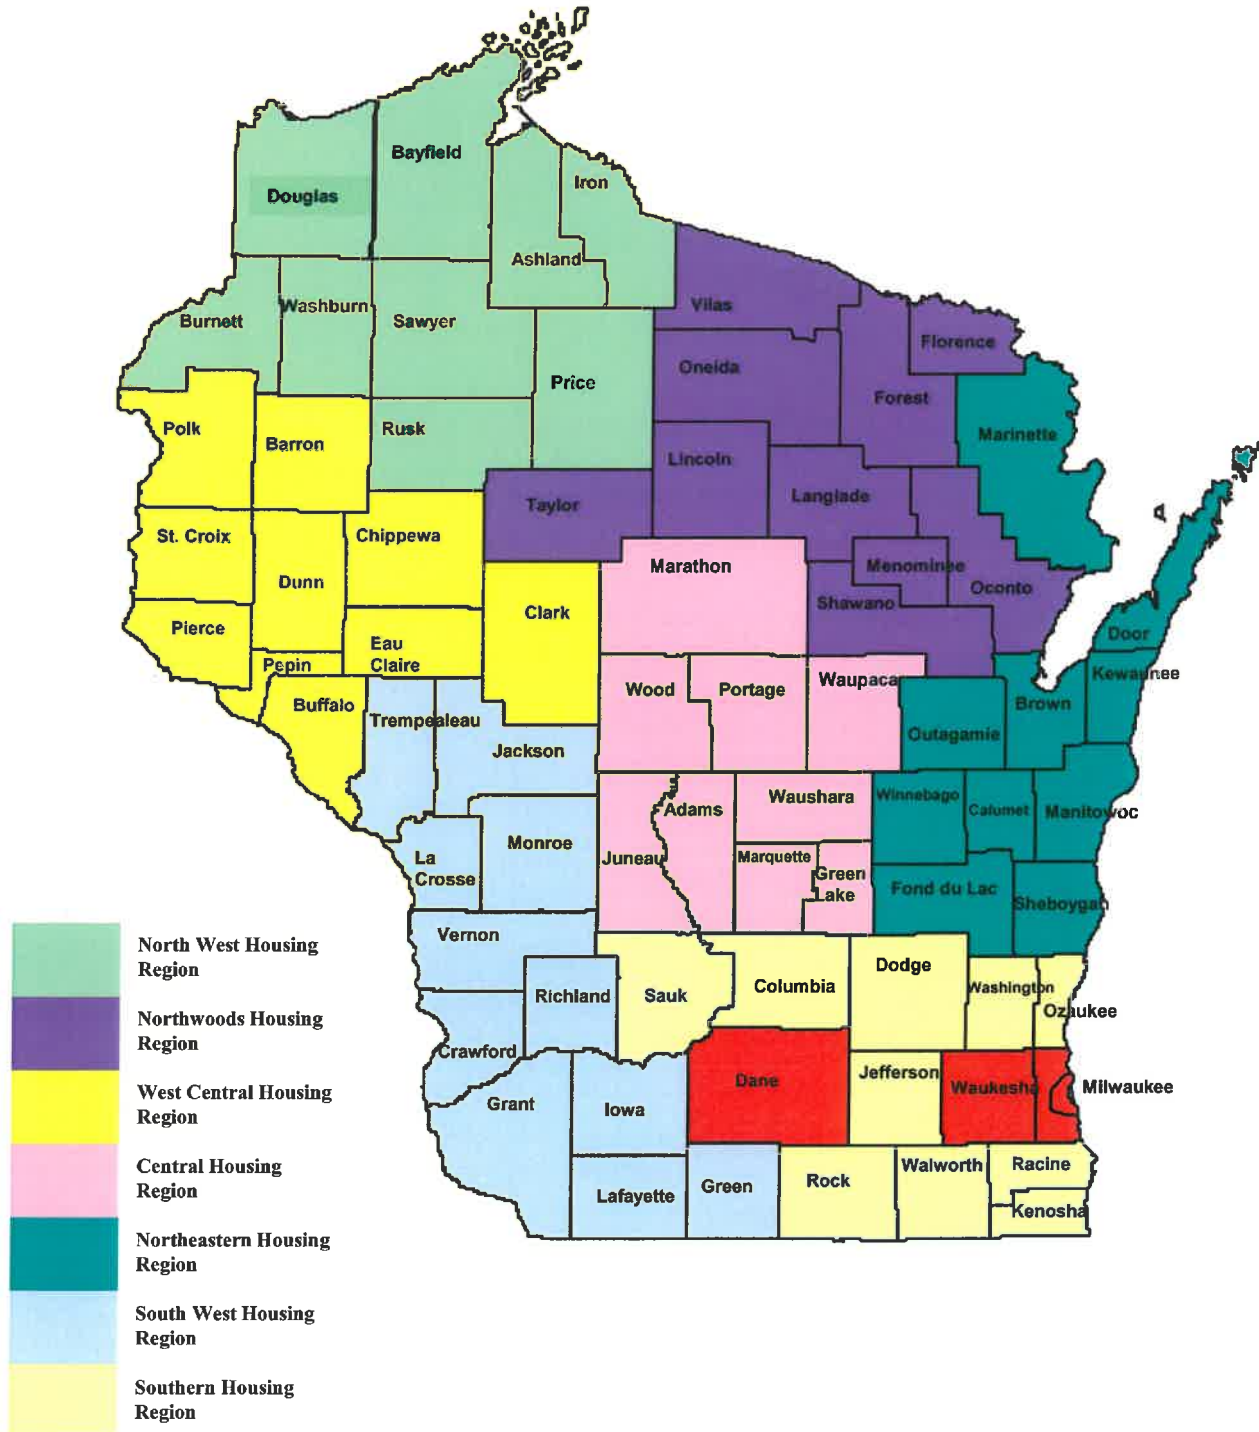 Bayfield
Iron
Douglas
Ashland
Washburn
Vilas
Burnett
Sawyer
Florence
Oneida
Price
Forest
Polk
Rusk
Marinette
Barron
Lincoln
Langlade
Taylor
St. Croix
Chippewa
Marathon
Menominee
Dunn
Oconto
Shawano
Clark
Pierce
Door
Eau
Claire
Pepin
Kewaunee
Waupaca
Wood
Portage
Buffalo
Brown
Trempealeau
Outagamie
Jackson
Winnebago
Waushara
Adams
Calumet
Manitowoc
Monroe
Marquette
La
Crosse
Juneau
Green
Lake
Fond du Lac
Sheboygan
Vernon
North West Housing
Region
Dodge
Columbia
Washington
Richland
Sauk
Ozaukee
Northwoods Housing
Region
Crawford
Jefferson
Dane
Waukesha
Milwaukee
West Central Housing
Region
Grant
Iowa
Central Housing
Region
Walworth
Racine
Rock
Green
Lafayette
Kenosha
Northeastern Housing
Region
South West Housing
Region
Southern Housing
Region